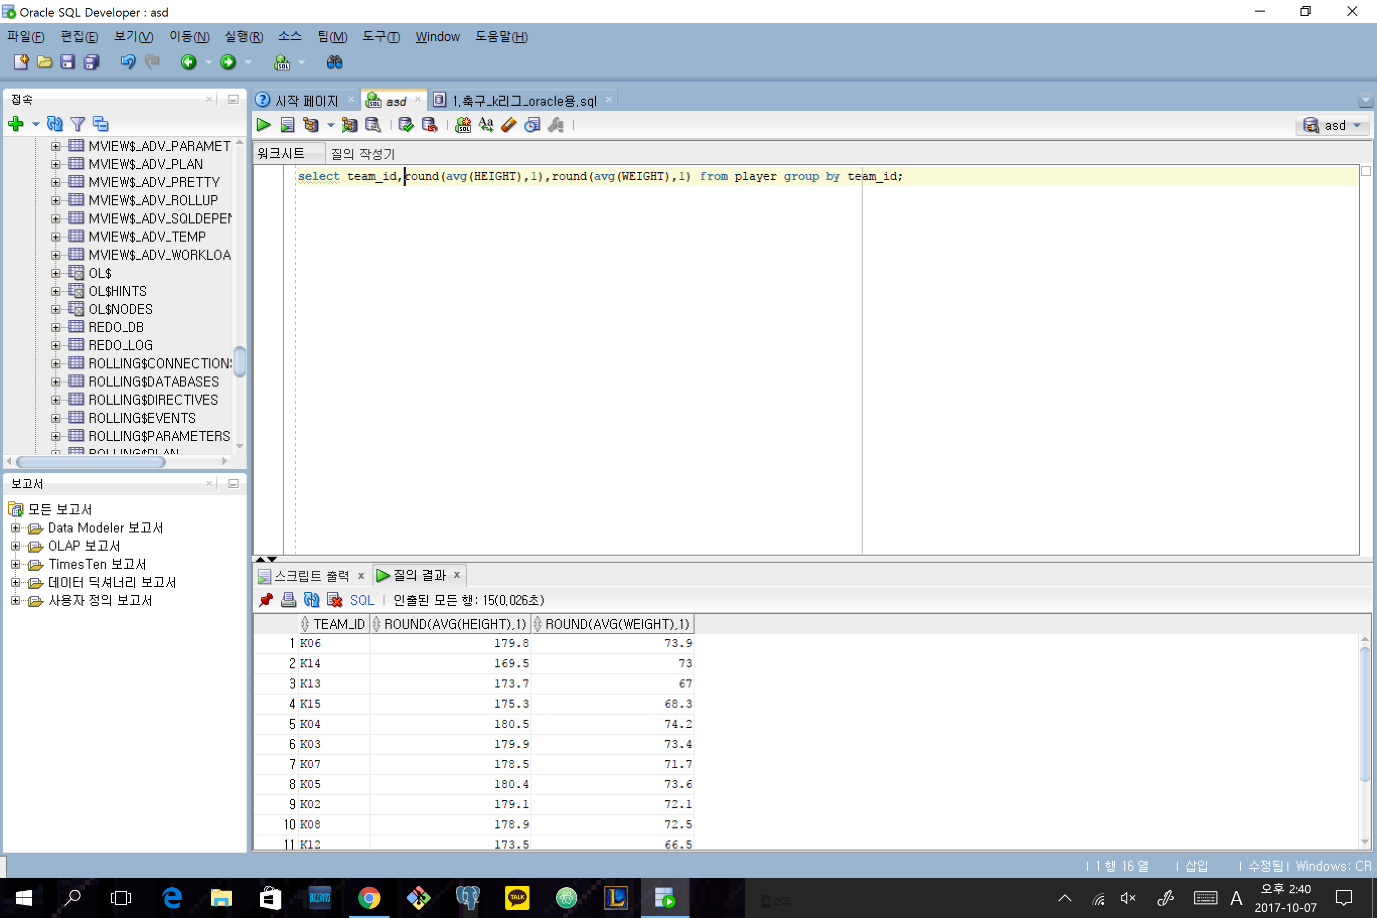 Oracle SQL Developer : asd
파일(F) 편집(E) 보기(V) 이동(N) 실행(R) 소스 팀(M) 도구(T) Window 도움말(H)
접속
MVIEW$_ADV_PARAMET
MVIEW$_ADV_PLAN
MVIEW$_ADV_PRETTY
MVIEW$_ADV_ROLLUP
MVIEW$_ADV_SQLDEPEN
MVIEW$_ADV_TEMP
MVIEW$_ADV_WORKLOA
OL$
OL$HINTS
OL$NODES
REDO_DB
REDO_LOG
ROLLING$CONNECTIONS
ROLLING$DATABASES
ROLLING$DIRECTIVES
ROLLING$EVENTS
ROLLING$PARAMETERS
ROLLING$PLAN
보고서
모든 보고서
Data Modeler 보고서
OLAP 보고서
TimesTen 보고서
데이터 딕셔너리 보고서
사용자 정의 보고서
시작 페이지 asd 1.축구_k리그_oracle용.sql
asd
워크시트 질의 작성기
select team_id,round(avg(HEIGHT),1),round(avg(WEIGHT),1) from player group by team_id;
스크립트 출력 질의 결과
SQL 인출된 모든 행: 15(0,026초)
TEAM_ID ROUND(AVG(HEIGHT),1) ROUND(AVG(WEIGHT),1)
1 K06 179.8 73.9
2 K14 169.5 73
3 K13 173.7 67
4 K15 175.3 68.3
5 K04 180.5 74.2
6 K03 179.9 73.4
7 K07 178.5 71.7
8 K05 180.4 73.6
9 K02 179.1 72.1
10 K08 178.9 72.5
11 K12 173.5 66.5
1 행 16 열 삽입 수정됨 Windows: CR
BLIZZARD
TALK
L
A
오후 2:40
2017-10-07